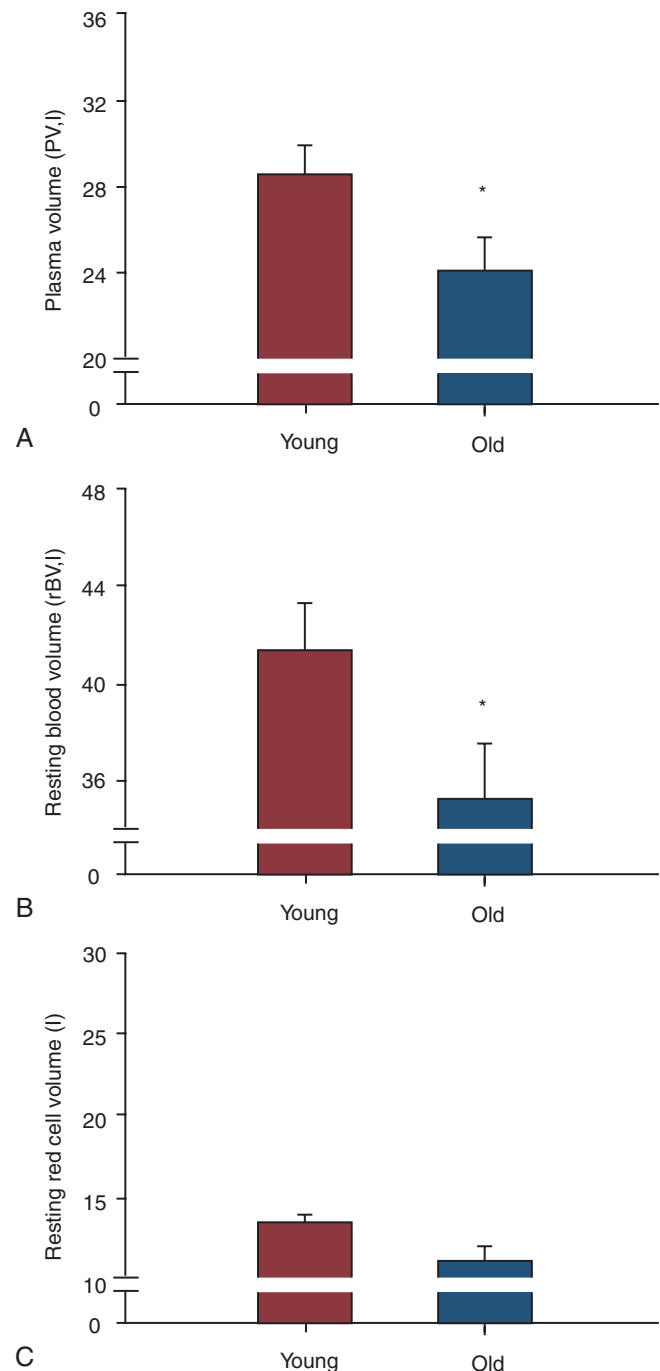 36
32
28
24
20
0
Plasma volume (PV,l)
*
Young
Old
A
48
44
40
36
0
Resting blood volume (rBV,l)
*
Young
Old
B
30
25
20
15
10
0
Resting red cell volume (l)
Young
Old
C